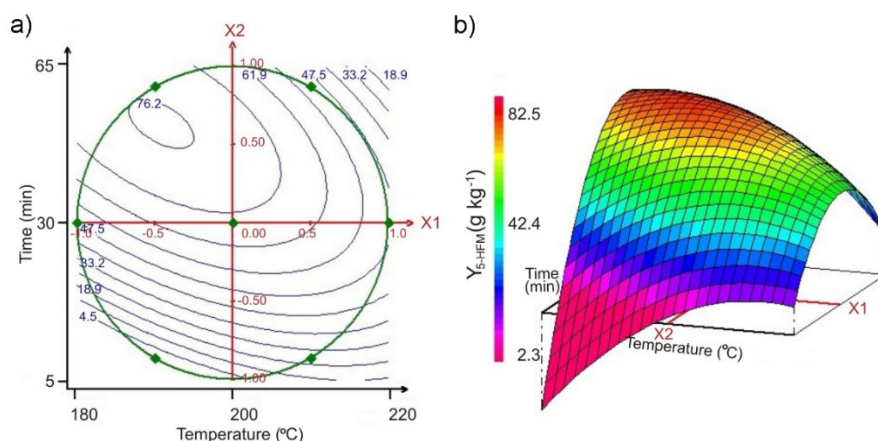 a)
X2
65
1.00
61.9
47.5
33.2
18.9
76.2
0.50
Time (min)
30
-1.0
-0.5
0.00
0.5
1.0
X1
47.5
33.2
18.9
4.5
-0.50
-1.00
5
180
200
220
Temperature (ºC)
b)
82.5
42.4
2.3
Y5-HFM (g kg-1)
Time
(min)
X2
X1
Temperature (ºC)